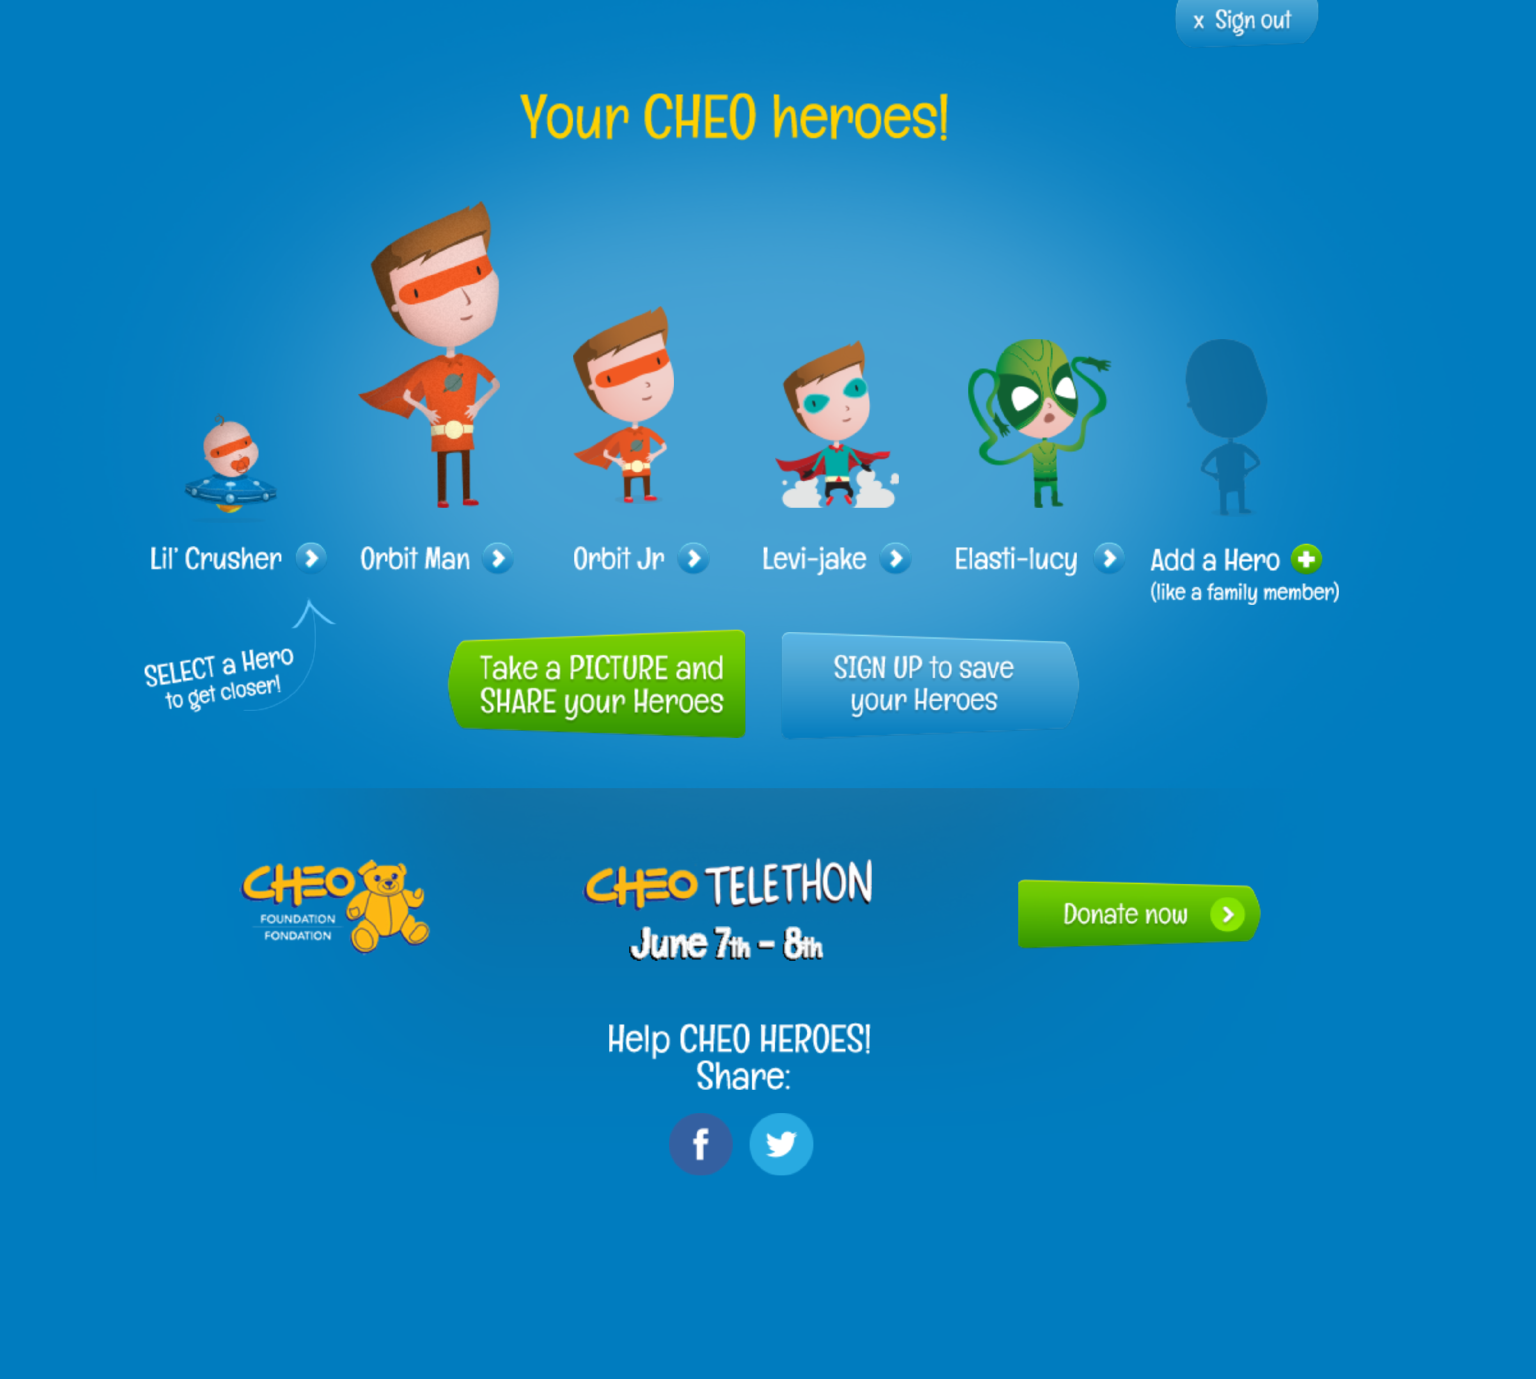 x Sign out
Your CHEO heroes!
Lil' Crusher
Orbit Man
Orbit Jr
Levi-jake
Elasti-lucy
Add a Hero
(like a family member)
SELECT a Hero
to get closer!
Take a PICTURE and
SHARE your Heroes
SIGN UP to save
your Heroes
CHEO
FOUNDATION
FONDATION
CHEO TELETHON
June 7th - 8th
Donate now
Help CHEO HEROES!
Share:
f